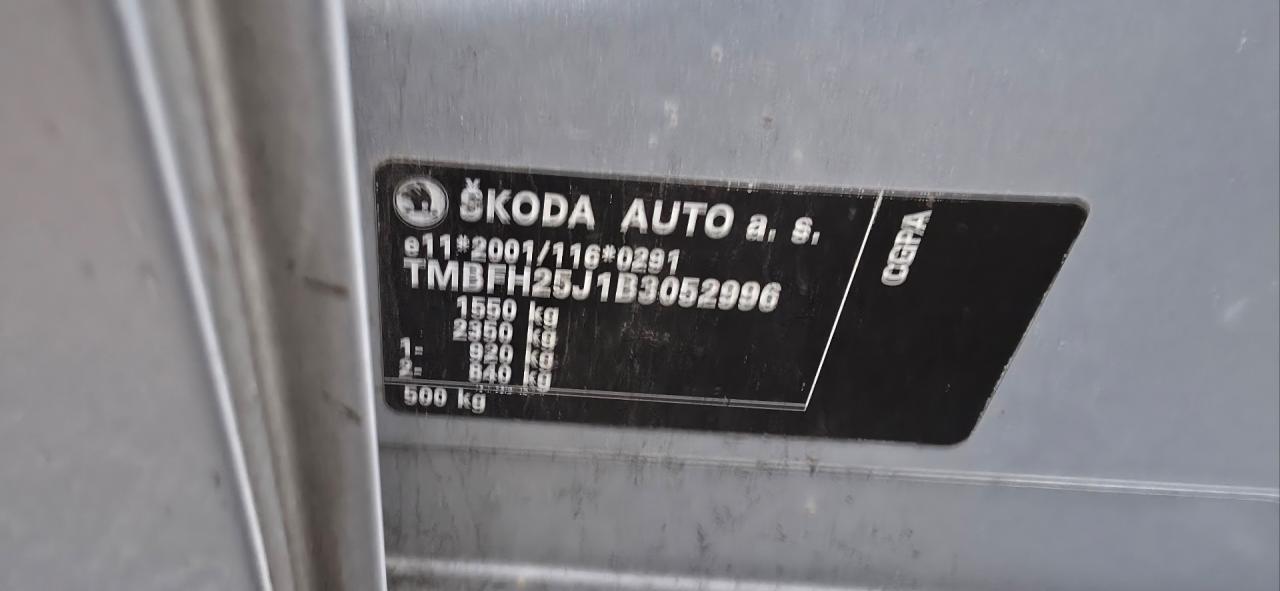 ŠKODA AUTO a. s.
e11*2001/116*0291
TMBFH25J1B3052996
1550 kg
2350 kg
1- 920 kg
2- 840 kg
500 kg
CGPA